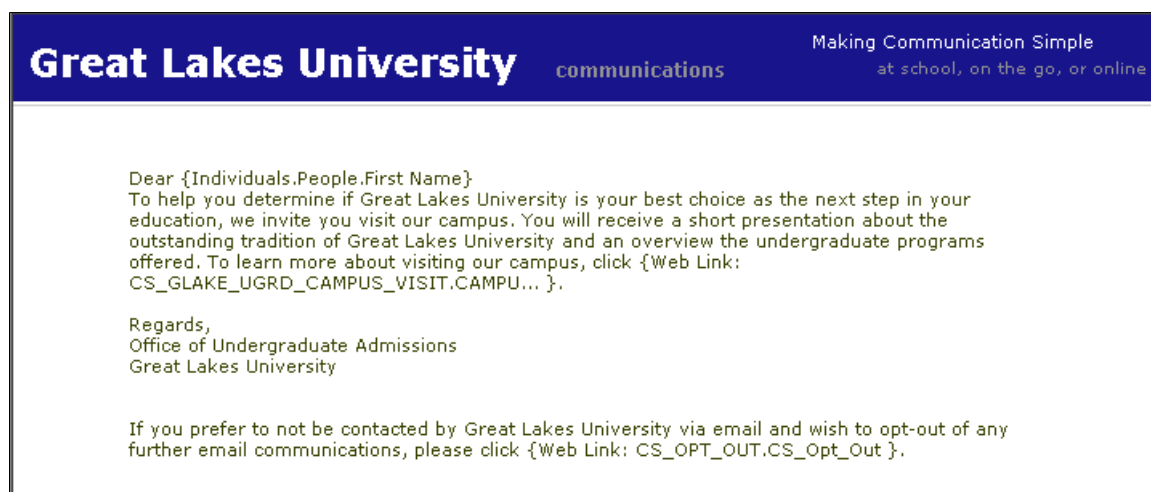 Great Lakes University communications
Making Communication Simple
at school, on the go, or online
Dear {Individuals.People.First Name}
To help you determine if Great Lakes University is your best choice as the next step in your
education, we invite you visit our campus. You will receive a short presentation about the
outstanding tradition of Great Lakes University and an overview the undergraduate programs
offered. To learn more about visiting our campus, click {Web Link:
CS_GLAKE_UGRD_CAMPUS_VISIT.CAMPU... }.
Regards,
Office of Undergraduate Admissions
Great Lakes University
If you prefer to not be contacted by Great Lakes University via email and wish to opt-out of any
further email communications, please click {Web Link: CS_OPT_OUT.CS_Opt_Out }.